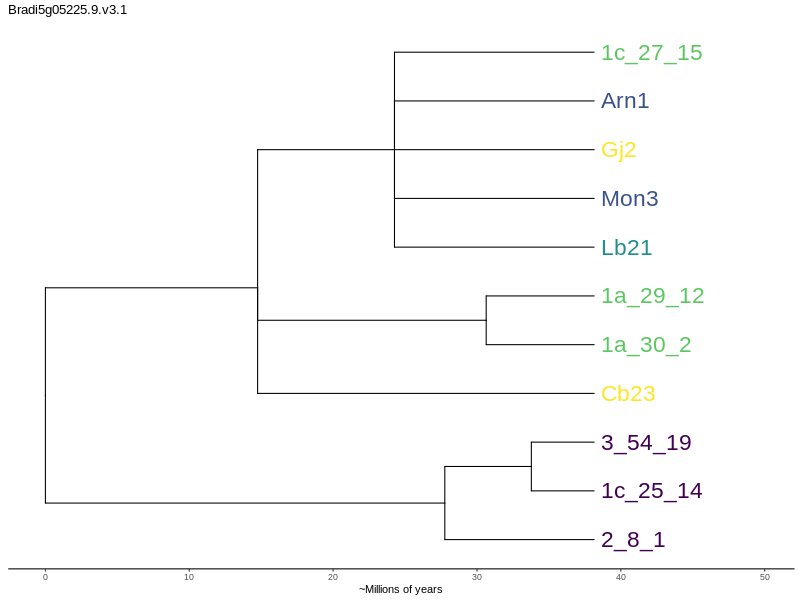 Bradi5g05225.9.v3.1
1c_27_15
Arn1
Gj2
Mon3
Lb21
1a_29_12
1a_30_2
Cb23
3_54_19
1c_25_14
2_8_1
0 10 20 30 40 50
~Millions of years